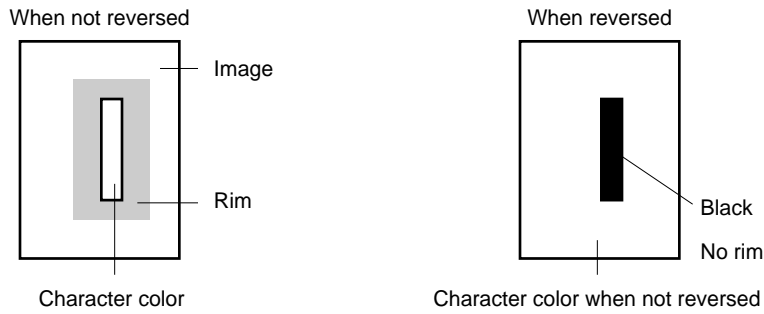 When not reversed
Image
Rim
Character color
When reversed
Black
No rim
Character color when not reversed